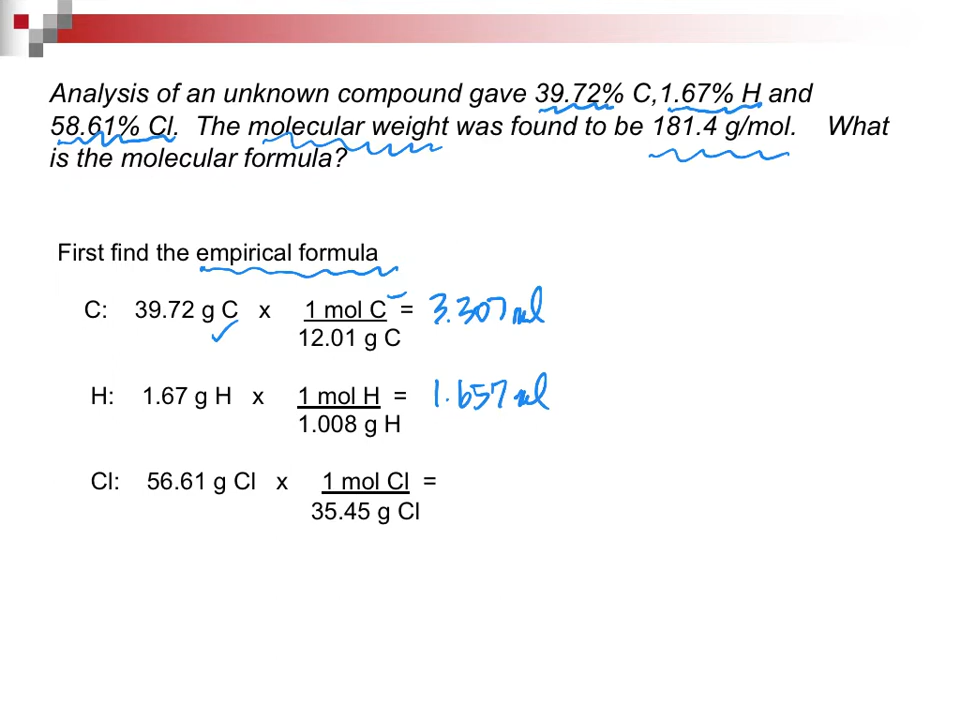 Analysis of an unknown compound gave 39.72% C,1.67% H and
58.61% Cl. The molecular weight was found to be 181.4 g/mol. What
is the molecular formula?
First find the empirical formula
C: 39.72 g C x 1 mol C = 3.307 mol
12.01 g C
H: 1.67 g H x 1 mol H = 1.657 mol
1.008 g H
Cl: 56.61 g Cl x 1 mol Cl =
35.45 g Cl